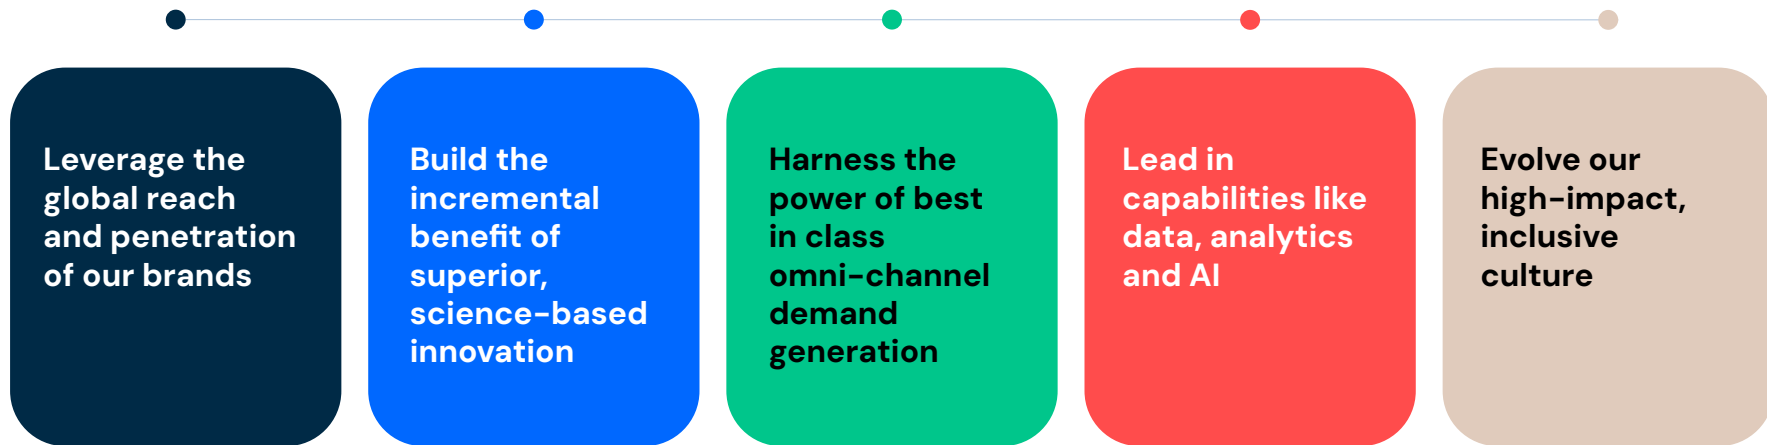 Leverage the
global reach
and penetration
of our brands
Build the
incremental
benefit of
superior,
science-based
innovation
Harness the
power of best
in class
omni-channel
demand
generation
Lead in
capabilities like
data, analytics
and AI
Evolve our
high-impact,
inclusive
culture